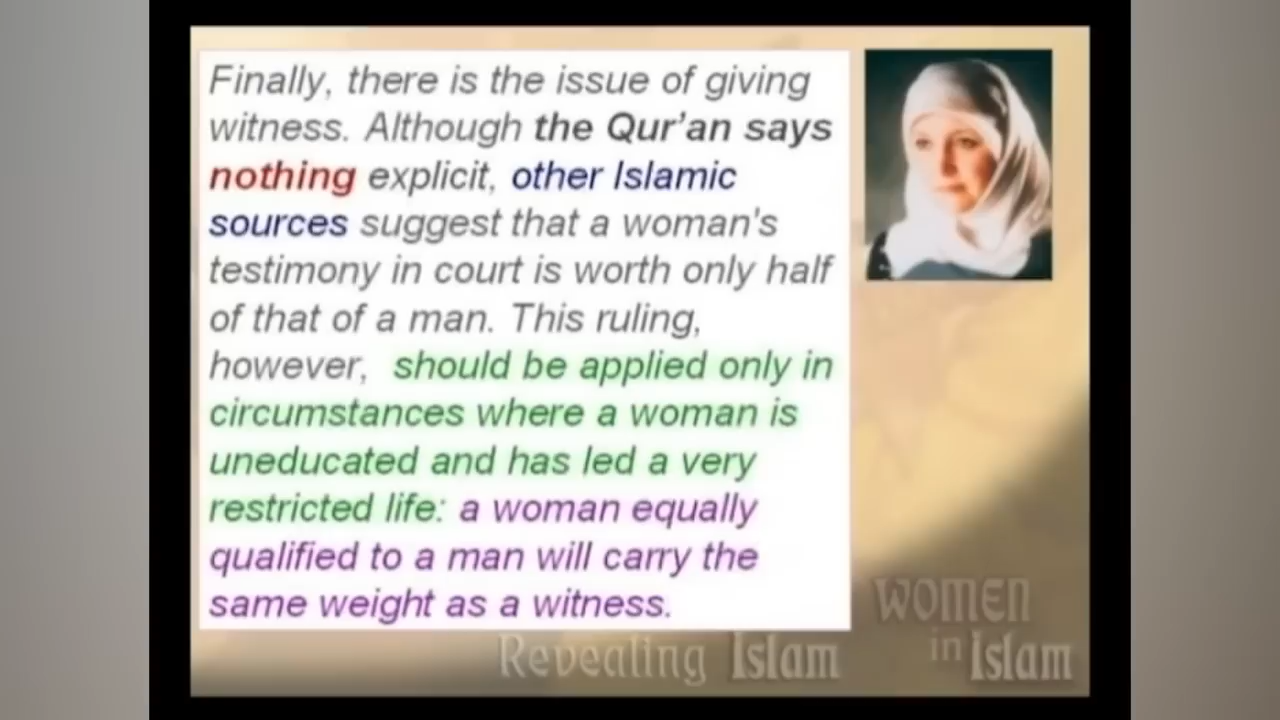 Finally, there is the issue of giving
witness. Although the Qur'an says
nothing explicit, other Islamic
sources suggest that a woman's
testimony in court is worth only half
of that of a man. This ruling,
however, should be applied only in
circumstances where a woman is
uneducated and has led a very
restricted life: a woman equally
qualified to a man will carry the
same weight as a witness.
Revealing Islam
WOMEN
in Islam